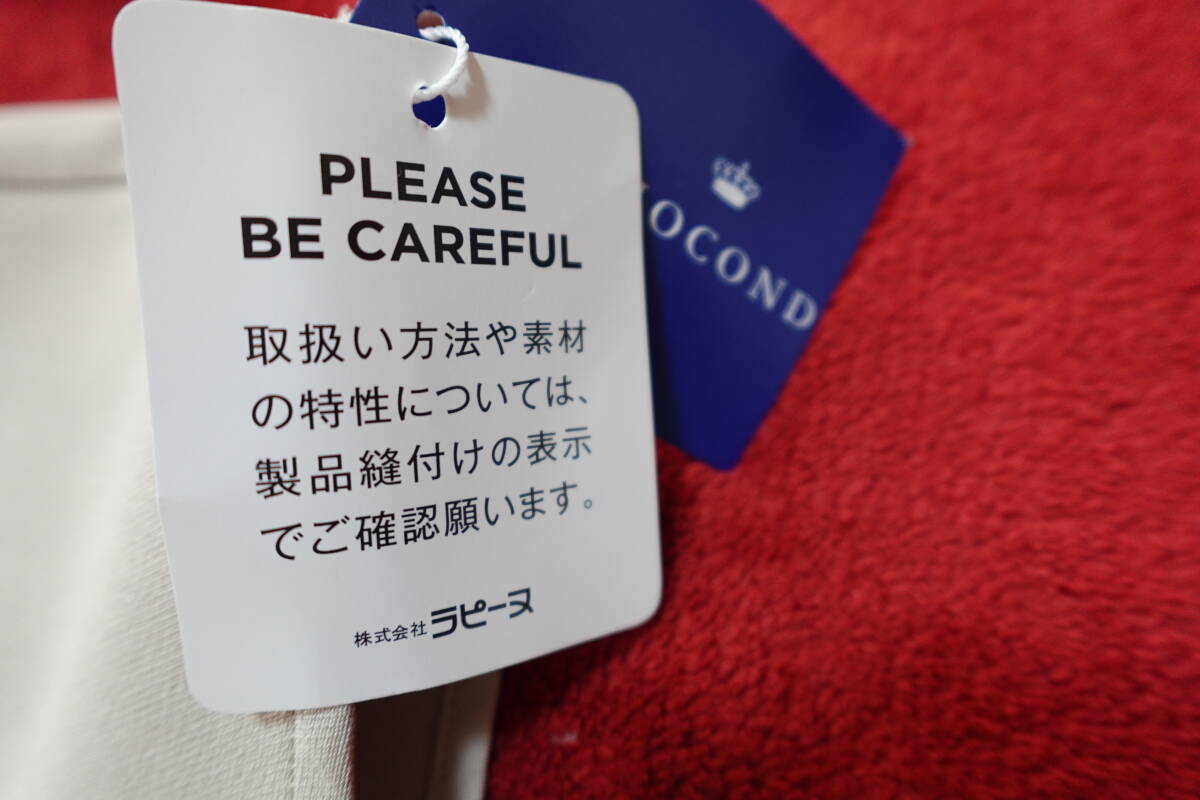 PLEASE
BE CAREFUL
取扱い方法や素材
の特性については、
製品縫付けの表示
でご確認願います。
株式会社ラピーヌ
OCOND